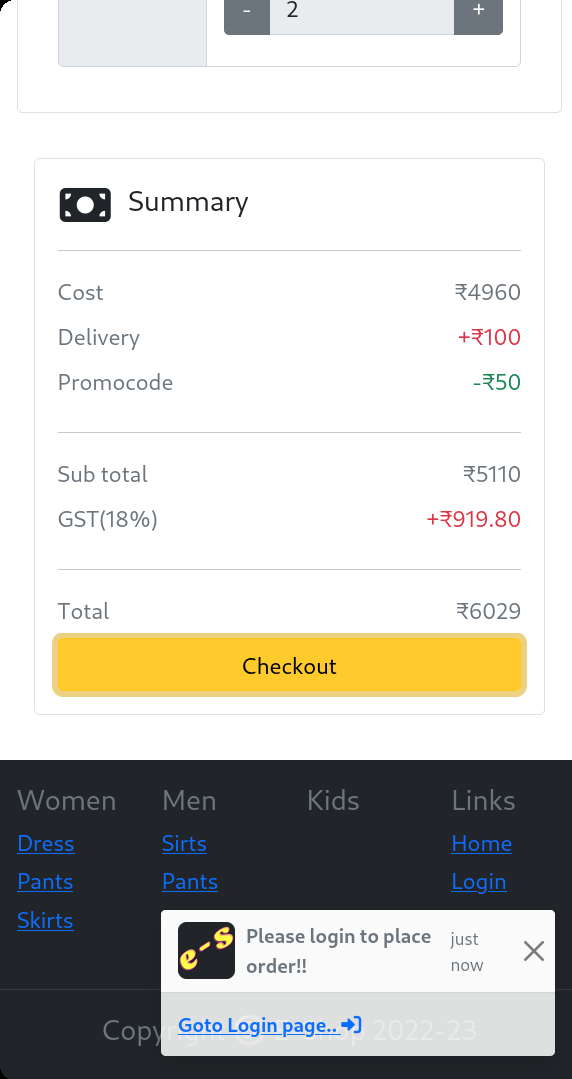 - 2 +
Summary
Cost ₹4960
Delivery +₹100
Promocode -₹50
Sub total ₹5110
GST(18%) +₹919.80
Total ₹6029
Checkout
Women Men Kids Links
Dress Sirts Home
Pants Pants Login
Skirts
e-s Please login to place just
order!! now
Goto Login page..
2022-23